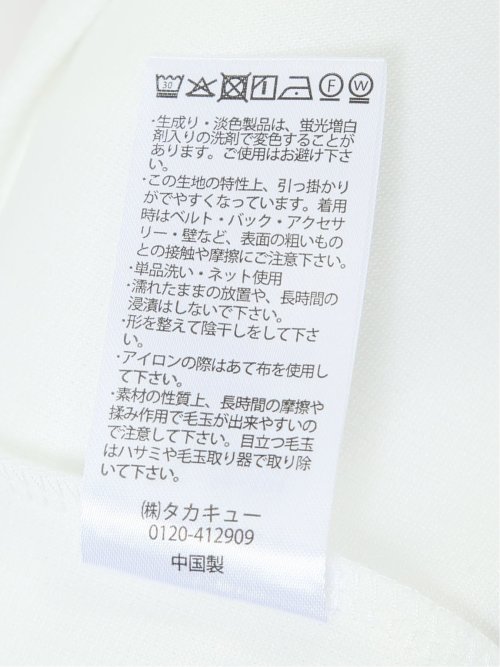 30 F W
・生成り・淡色製品は、蛍光増白
剤入りの洗剤で変色することが
あります。ご使用はお避け下さ
い。
・この生地の特性上、引っ掛かり
がでやすくなっています。着用
時はベルト・バック・アクセサ
リー・壁など、表面の粗いもの
との接触や摩擦にご注意下さい。
・単品洗い・ネット使用
・濡れたままの放置や、長時間の
浸漬はしないで下さい。
・形を整えて陰干しをして下さ
い。
・アイロンの際はあて布を使用し
て下さい。
・素材の性質上、長時間の摩擦や
揉み作用で毛玉が出来やすいの
で注意して下さい。目立つ毛玉
はハサミや毛玉取り器で取り除
いて下さい。
㈱タカキュー
0120-412909
中国製